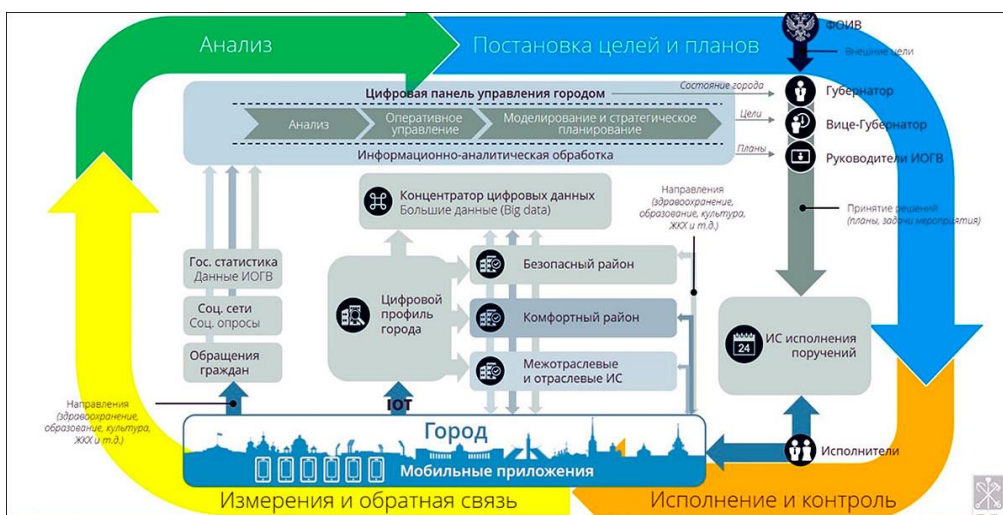 Анализ
Постановка целей и планов
ФОИВ
Внешние цели
Цифровая панель управления городом
Состояние города
Губернатор
Анализ
Оперативное
управление
Моделирование и стратегическое
планирование
Цели
Вице-Губернатор
Информационно-аналитическая обработка
Планы
Руководители ИОГВ
Концентратор цифровых данных
Большие данные (Big data)
Направления
(здравоохранение,
образование, культура,
ЖКХ и т.д.)
Принятие решений
(планы, задачи мероприятия)
Гос. статистика
Данные ИОГВ
Безопасный район
Соц. сети
Соц. опросы
Цифровой
профиль
города
Комфортный район
24
ИС исполнения
поручений
Обращения
граждан
Межотраслевые
и отраслевые ИС
Направления
(здравоохранение,
образование, культура,
ЖКХ и т.д.)
IOT
Город
Мобильные приложения
Исполнители
Измерения и обратная связь
Исполнение и контроль